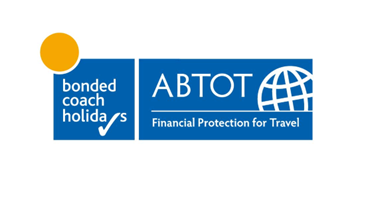 bonded
coach
holidays
ABTOT
Financial Protection for Travel